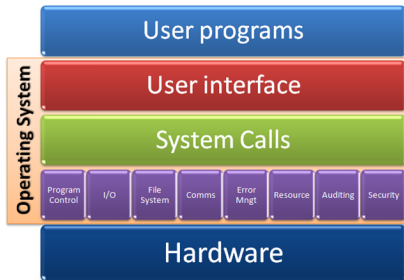 User programs
Operating System
User interface
System Calls
Program
Control
I/O
File
System
Comms
Error
Mngt
Resource
Auditing
Security
Hardware